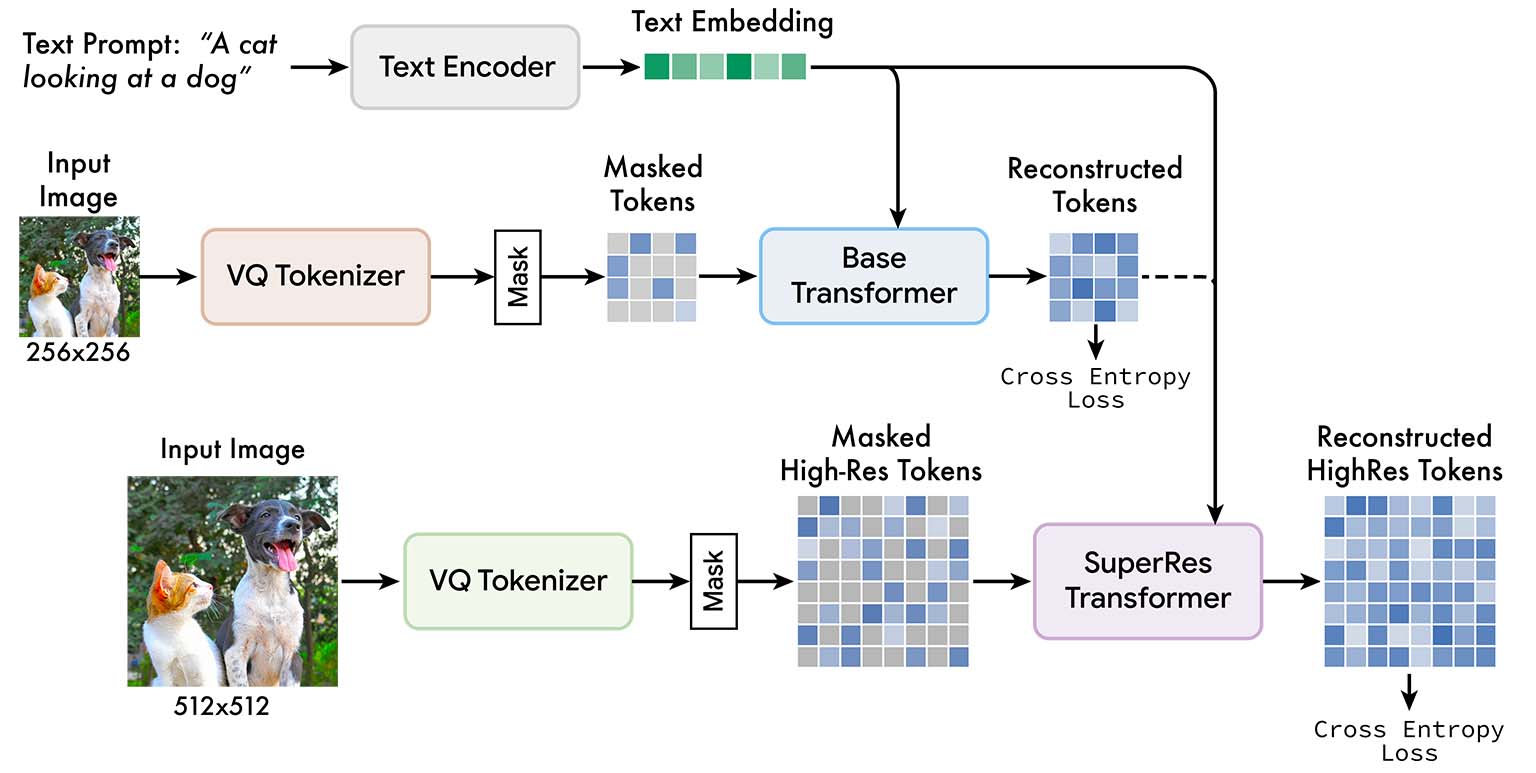 Text Embedding
Text Prompt: “A cat
looking at a dog”
Text Encoder
Input
Image
256x256
VQ Tokenizer
Mask
Masked
Tokens
Base
Transformer
Reconstructed
Tokens
Cross Entropy
Loss
Input Image
512x512
VQ Tokenizer
Mask
Masked
High-Res Tokens
SuperRes
Transformer
Reconstructed
HighRes Tokens
Cross Entropy
Loss